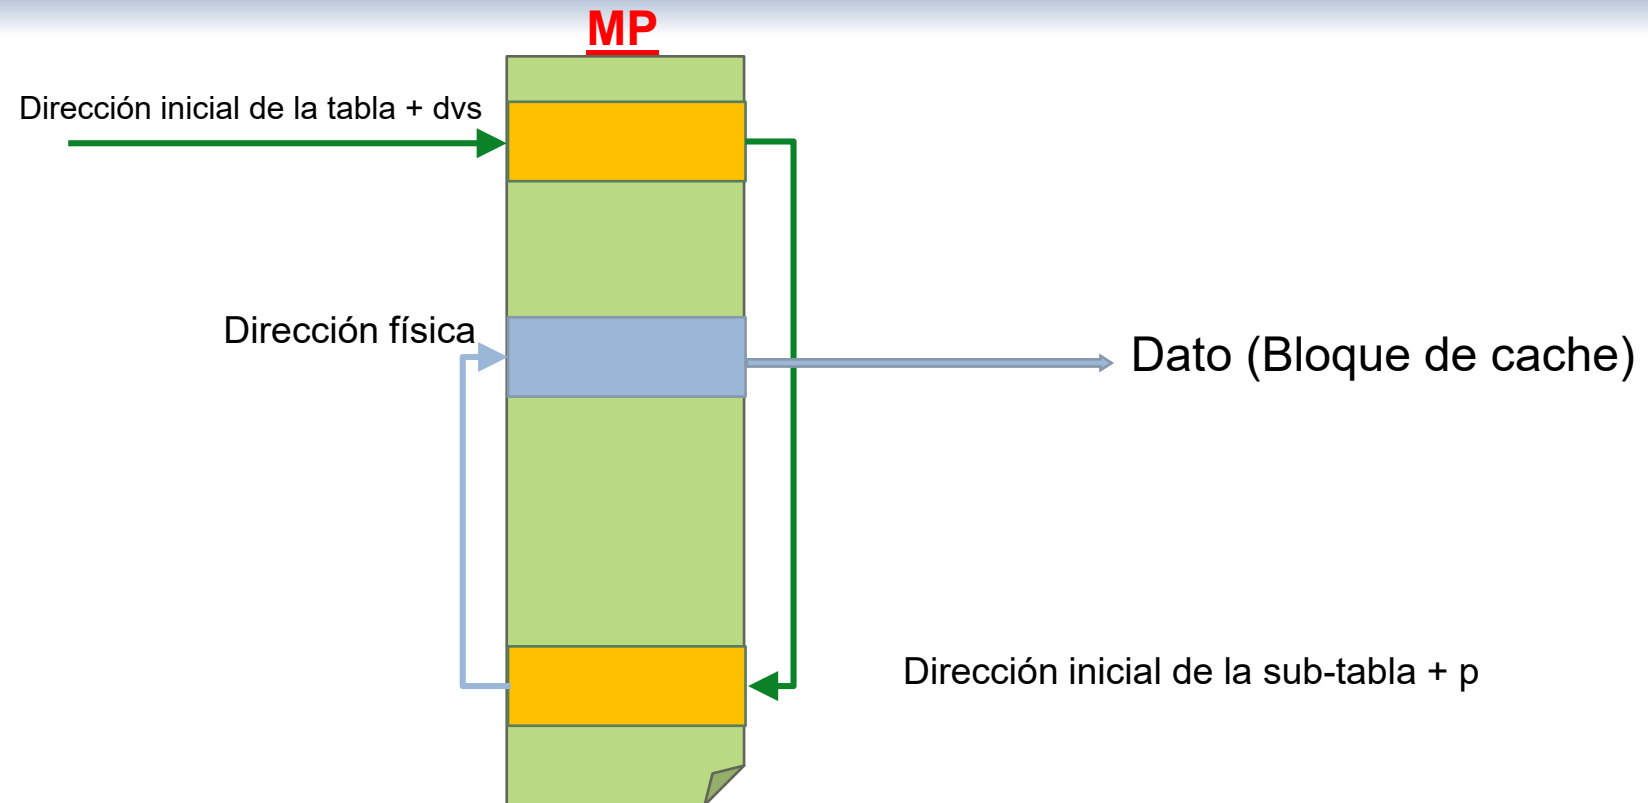 MP
Dirección inicial de la tabla + dvs
Dirección física
Dato (Bloque de cache)
Dirección inicial de la sub-tabla + p